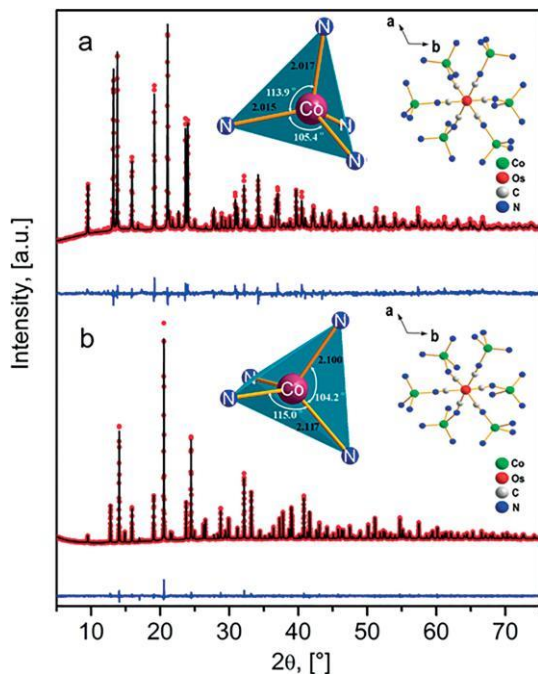 a
N
2.017
113.9°
Co
2.015
N
N
105.4°
N
a
b
Co
Os
C
N
Intensity, [a.u.]
b
N
N
2.100
Co
104.2°
N
115.0°
2.117
N
a
b
Co
Os
C
N
10 20 30 40 50 60 70
2θ, [°]